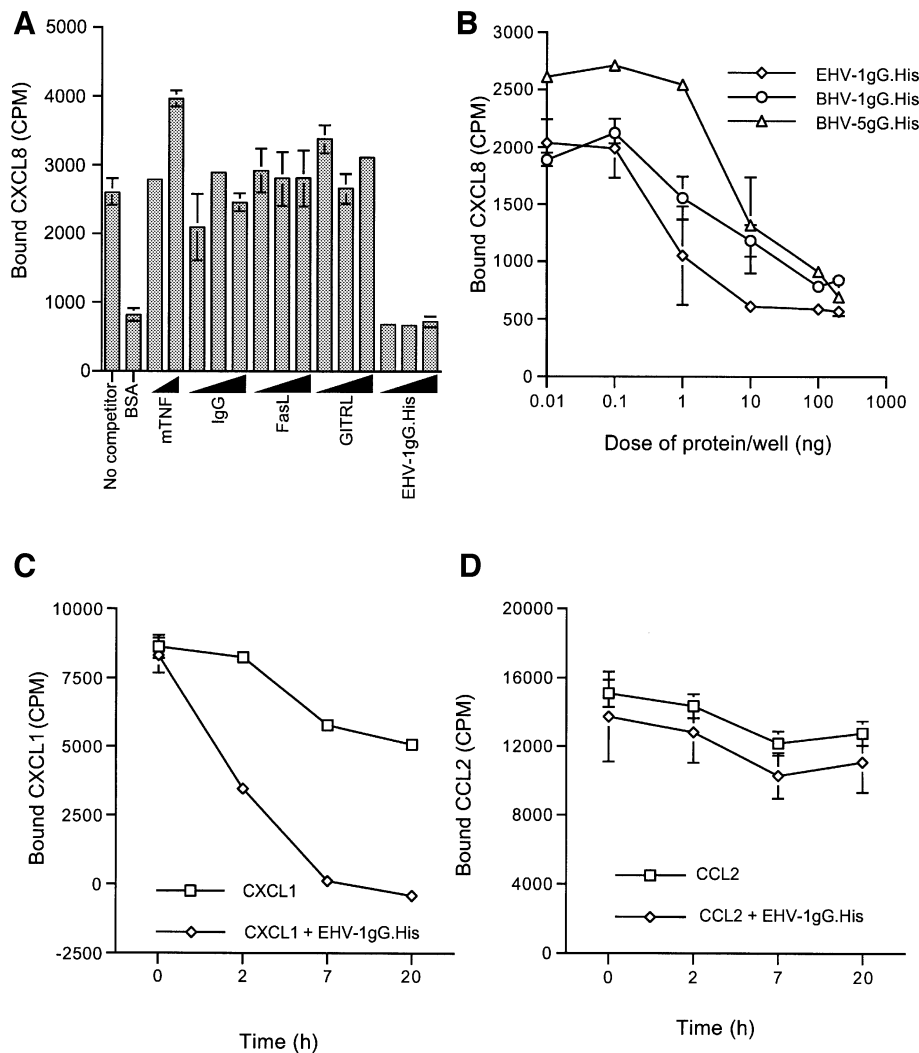 A
Bound CXCL8 (CPM)
5000
4000
3000
2000
1000
0
No competitor
BSA
mTNF
IgG
FasL
GITRL
EHV-1gG.His
B
Bound CXCL8 (CPM)
3000
2500
2000
1500
1000
500
0
0.01 0.1 1 10 100 1000
Dose of protein/well (ng)
EHV-1gG.His
BHV-1gG.His
BHV-5gG.His
C
Bound CXCL1 (CPM)
10000
7500
5000
2500
0
-2500
CXCL1
CXCL1 + EHV-1gG.His
0 2 7 20
Time (h)
D
Bound CCL2 (CPM)
20000
16000
12000
8000
4000
0
CCL2
CCL2 + EHV-1gG.His
0 2 7 20
Time (h)